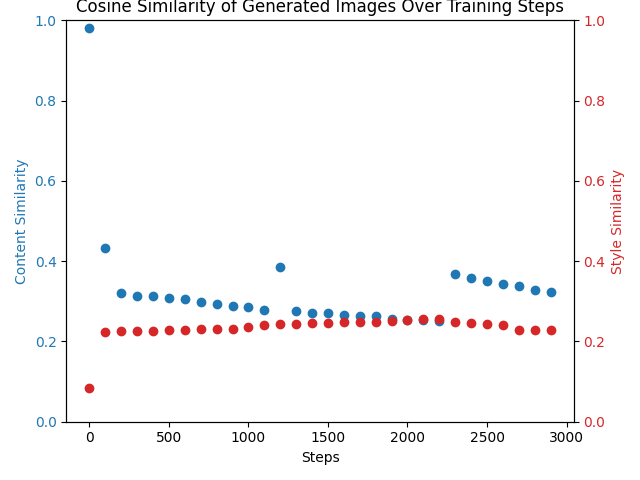 Cosine Similarity of Generated Images Over Training Steps
1.0 1.0
0.8 0.8
0.6 0.6
0.4 0.4
0.2 0.2
0.0 0.0
Content Similarity
Style Similarity
0 500 1000 1500 2000 2500 3000
Steps